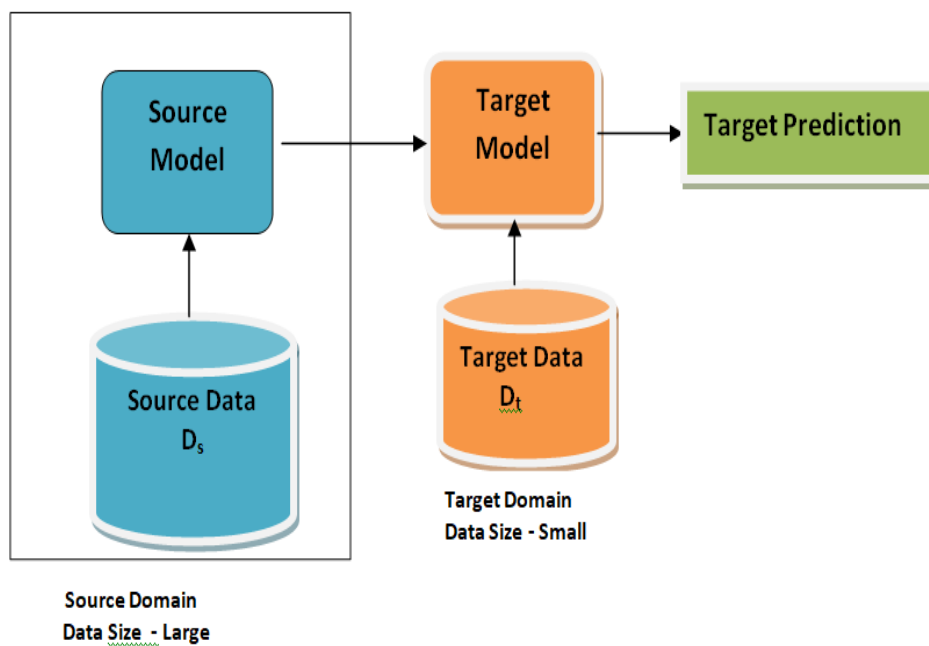 Source
Model
Target
Model
Target Prediction
Source Data
Dₛ
Target Data
Dₜ
Target Domain
Data Size - Small
Source Domain
Data Size - Large